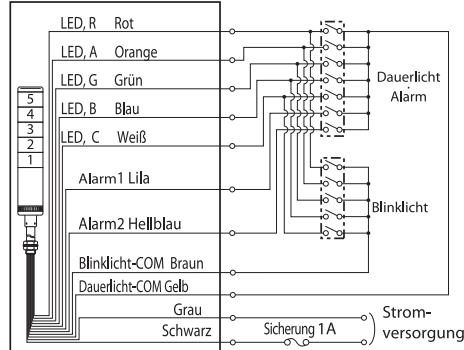 LED, R Rot
LED, A Orange
LED, G Grün
LED, B Blau
LED, C Weiß
Alarm1 Lila
Alarm2 Hellblau
Blinklicht-COM Braun
Dauerlicht-COM Gelb
Grau
Schwarz
5
4
3
2
1
Dauerlicht
·
Alarm
Blinklicht
Sicherung 1A
Strom-
versorgung